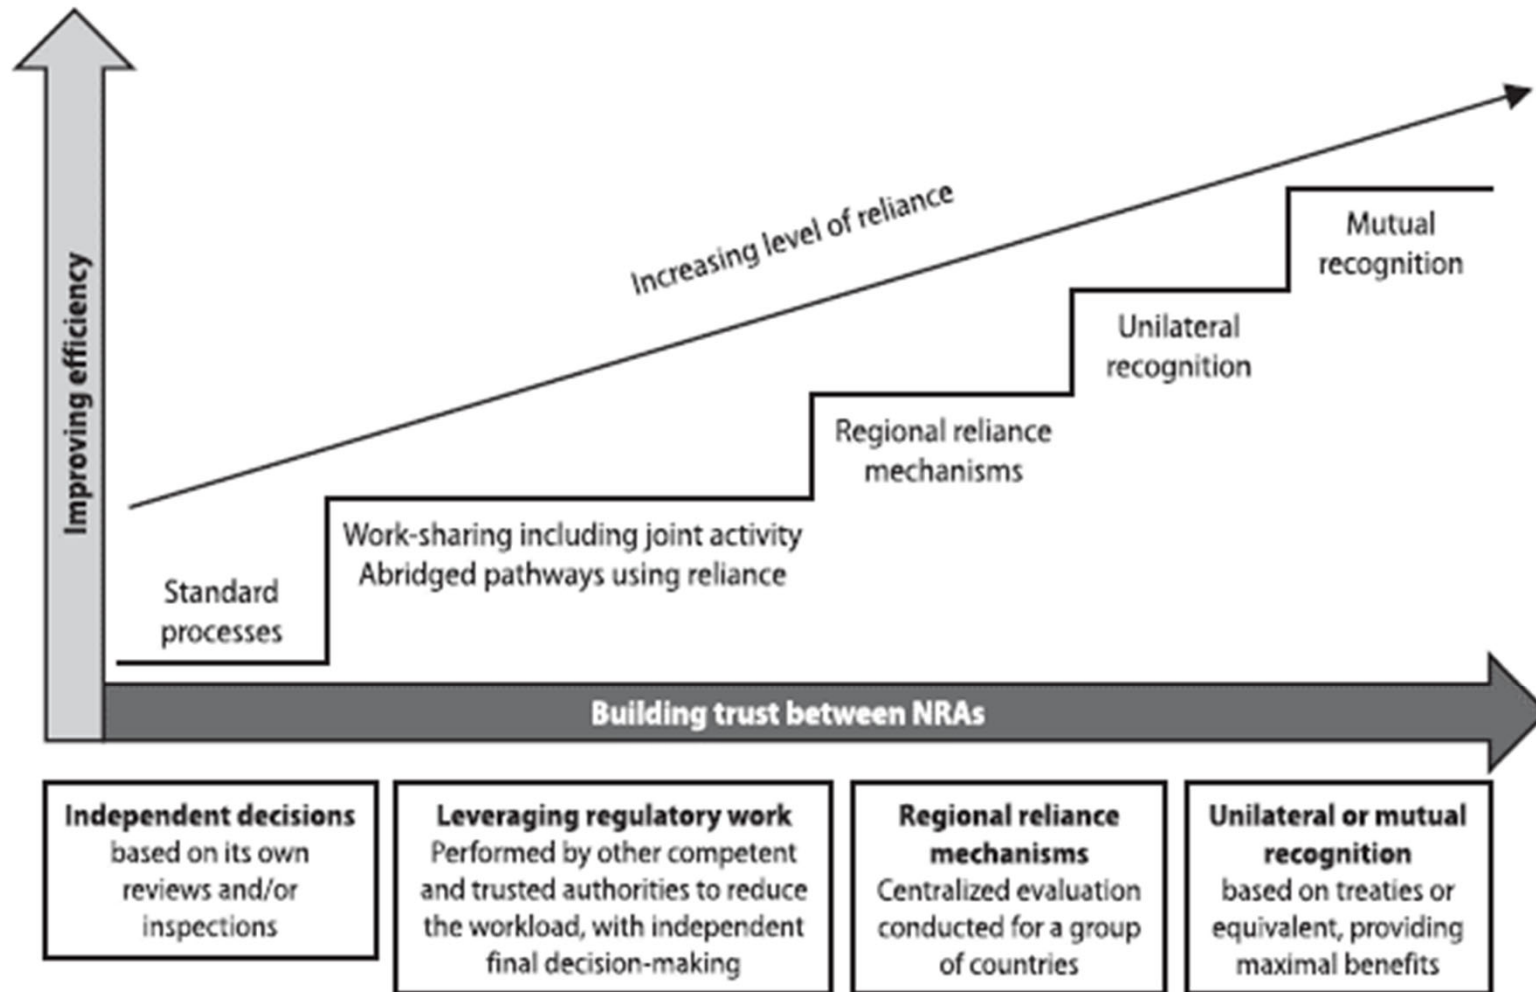 Improving efficiency
Increasing level of reliance
Mutual
recognition
Unilateral
recognition
Regional reliance
mechanisms
Work-sharing including joint activity
Abridged pathways using reliance
Standard
processes
Building trust between NRAs
Independent decisions
based on its own
reviews and/or
inspections
Leveraging regulatory work
Performed by other competent
and trusted authorities to reduce
the workload, with independent
final decision-making
Regional reliance
mechanisms
Centralized evaluation
conducted for a group
of countries
Unilateral or mutual
recognition
based on treaties or
equivalent, providing
maximal benefits